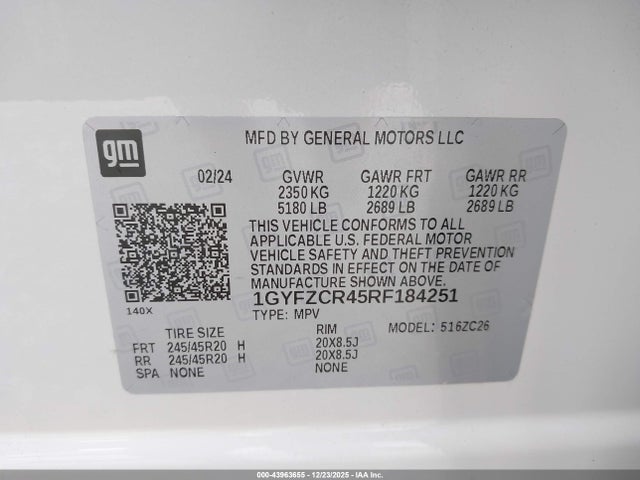 gm
MFD BY GENERAL MOTORS LLC
02/24 GVWR GAWR FRT GAWR RR
2350 KG 1220 KG 1220 KG
5180 LB 2689 LB 2689 LB
THIS VEHICLE CONFORMS TO ALL
APPLICABLE U.S. FEDERAL MOTOR
VEHICLE SAFETY AND THEFT PREVENTION
STANDARDS IN EFFECT ON THE DATE OF
MANUFACTURE SHOWN ABOVE.
140X 1GYFZCR45RF184251
TYPE: MPV
TIRE SIZE RIM MODEL: 516ZC26
FRT 245/45R20 H 20X8.5J
RR 245/45R20 H 20X8.5J
SPA NONE NONE
000-43963655 - 12/23/2025 - IAA Inc.